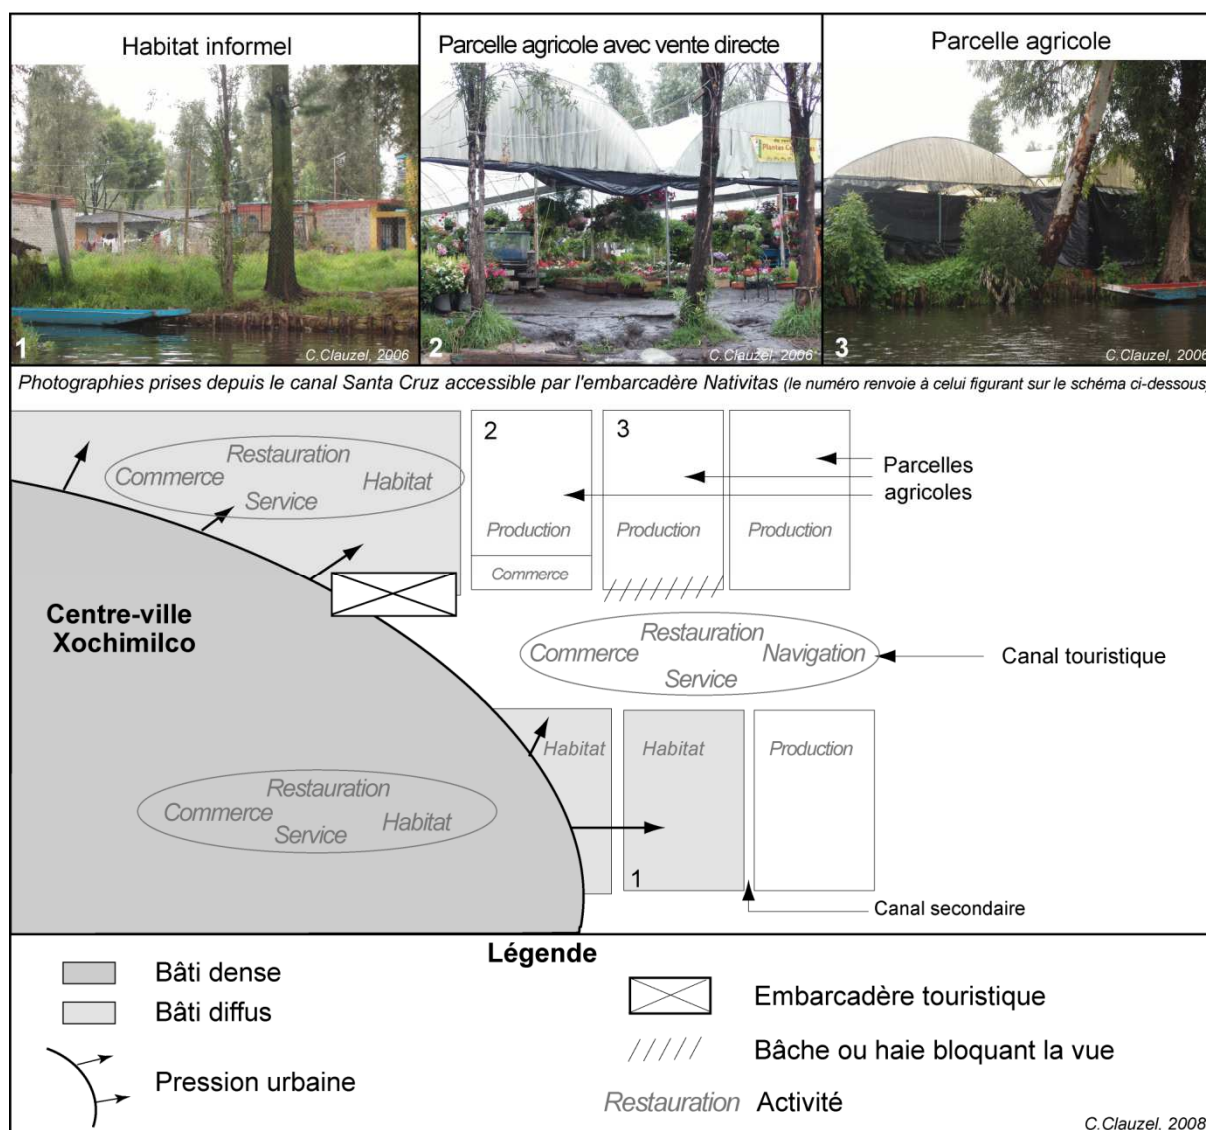 Habitat informel
Parcelle agricole avec vente directe
Parcelle agricole
Plantas
1
C.Clauzel, 2006
2
C.Clauzel, 2006
3
C.Clauzel, 2006
Photographies prises depuis le canal Santa Cruz accessible par l'embarcadère Nativitas (le numéro renvoie à celui figurant sur le schéma ci-dessous)
Restauration
Commerce
Habitat
Service
2
3
Parcelles
agricoles
Production
Production
Production
Commerce
Centre-ville
Xochimilco
Restauration
Commerce
Navigation
Service
Canal touristique
Habitat
Habitat
Production
Restauration
Commerce
Habitat
Service
1
Canal secondaire
Légende
Bâti dense
Bâti diffus
Pression urbaine
Embarcadère touristique
Bâche ou haie bloquant la vue
Restauration Activité
C.Clauzel, 2008